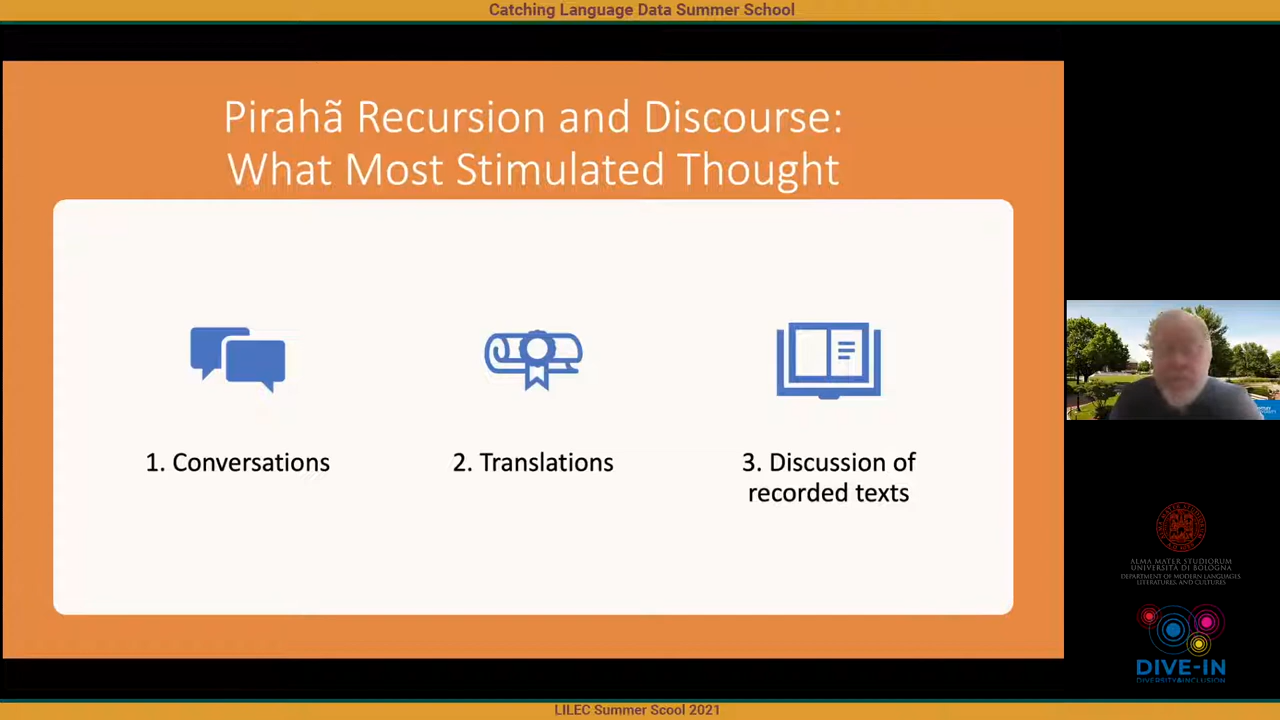 Catching Language Data Summer School
Pirahã Recursion and Discourse:
What Most Stimulated Thought
1. Conversations
2. Translations
3. Discussion of
recorded texts
ALMA MATER STUDIORUM
UNIVERSITÀ DI BOLOGNA
DEPARTMENT OF MODERN LANGUAGES,
LITERATURES, AND CULTURES
DIVE-IN
DIVERSITY&INCLUSION
LILEC Summer Scool 2021